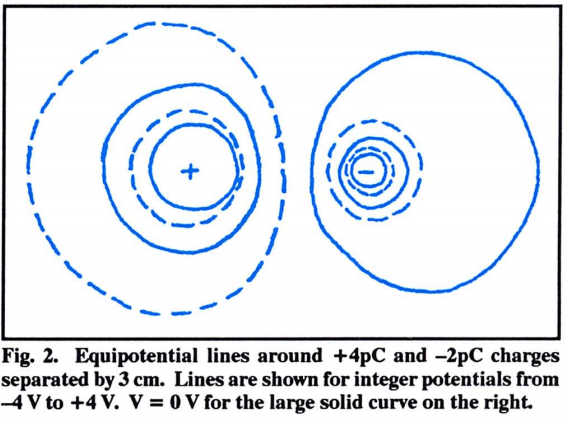 +
−
Fig. 2. Equipotential lines around +4pC and −2pC charges
separated by 3 cm. Lines are shown for integer potentials from
−4 V to +4 V. V = 0 V for the large solid curve on the right.